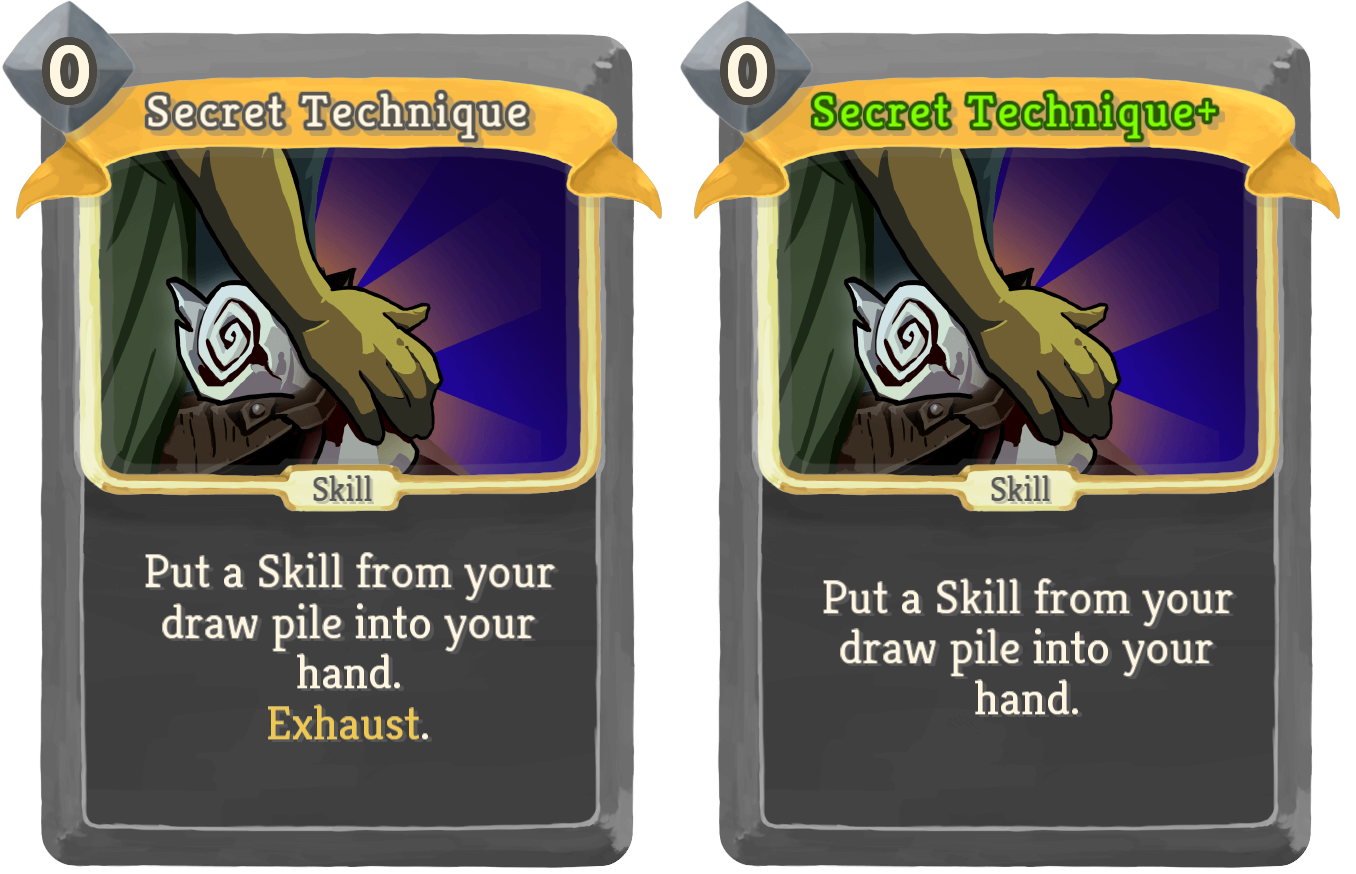 0
Secret Technique
Skill
Put a Skill from your
draw pile into your
hand.
Exhaust.
0
Secret Technique+
Skill
Put a Skill from your
draw pile into your
hand.